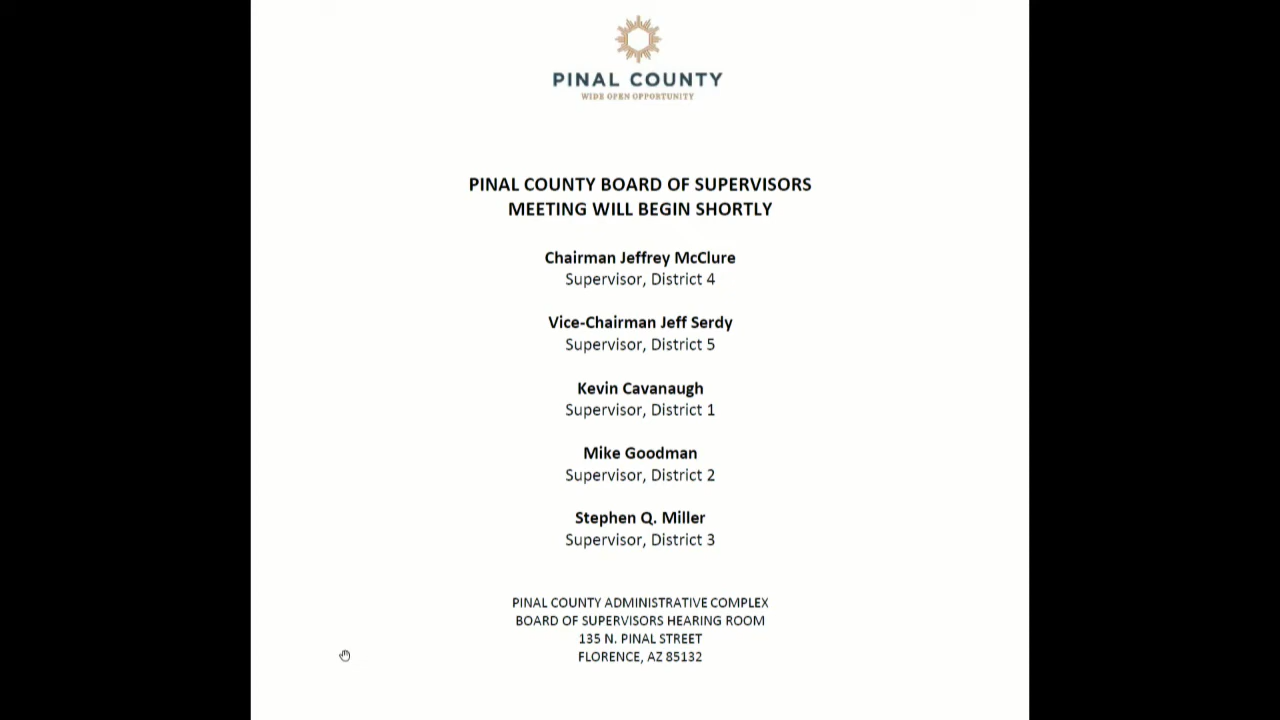 PINAL COUNTY
WIDE OPEN OPPORTUNITY
PINAL COUNTY BOARD OF SUPERVISORS
MEETING WILL BEGIN SHORTLY
Chairman Jeffrey McClure
Supervisor, District 4
Vice-Chairman Jeff Serdy
Supervisor, District 5
Kevin Cavanaugh
Supervisor, District 1
Mike Goodman
Supervisor, District 2
Stephen Q. Miller
Supervisor, District 3
PINAL COUNTY ADMINISTRATIVE COMPLEX
BOARD OF SUPERVISORS HEARING ROOM
135 N. PINAL STREET
FLORENCE, AZ 85132